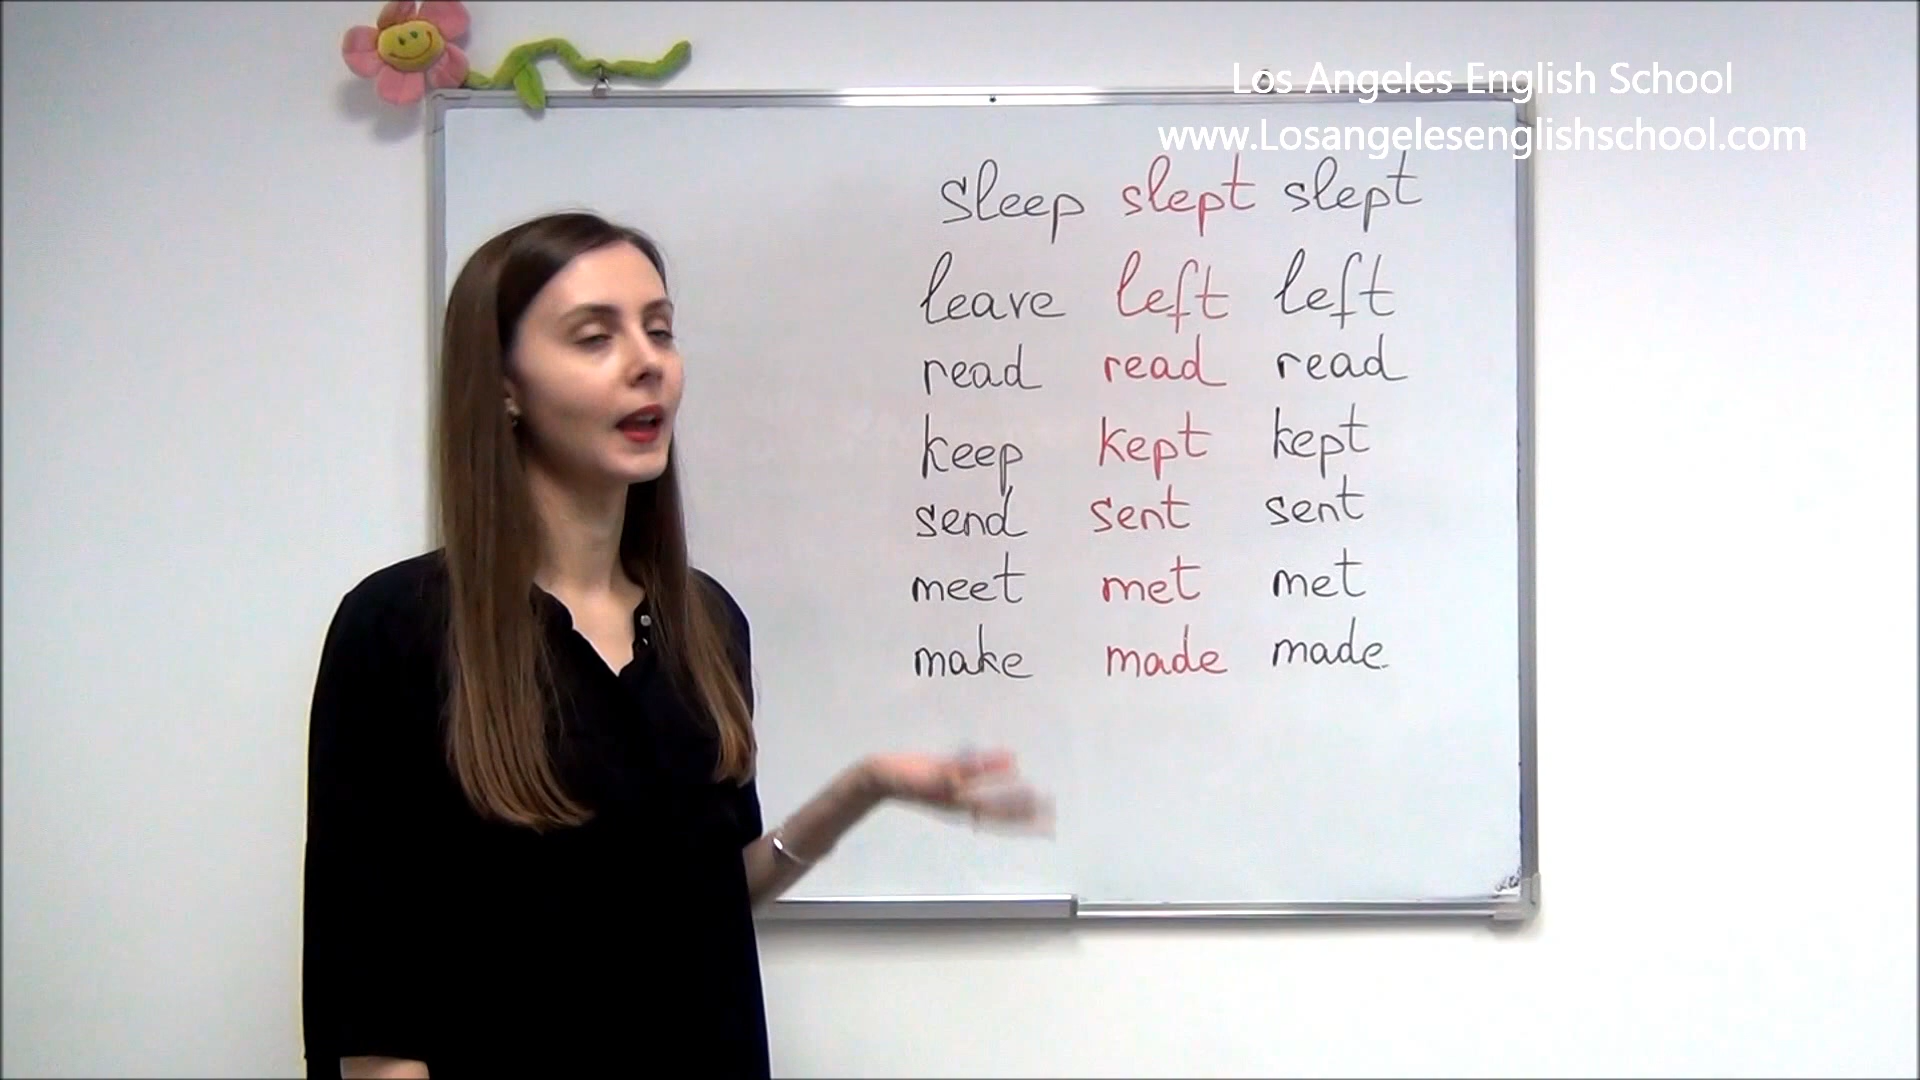 Los Angeles English School
www.Losangelesenglishschool.com
sleep slept slept
leave left left
read read read
keep kept kept
send sent sent
meet met met
make made made